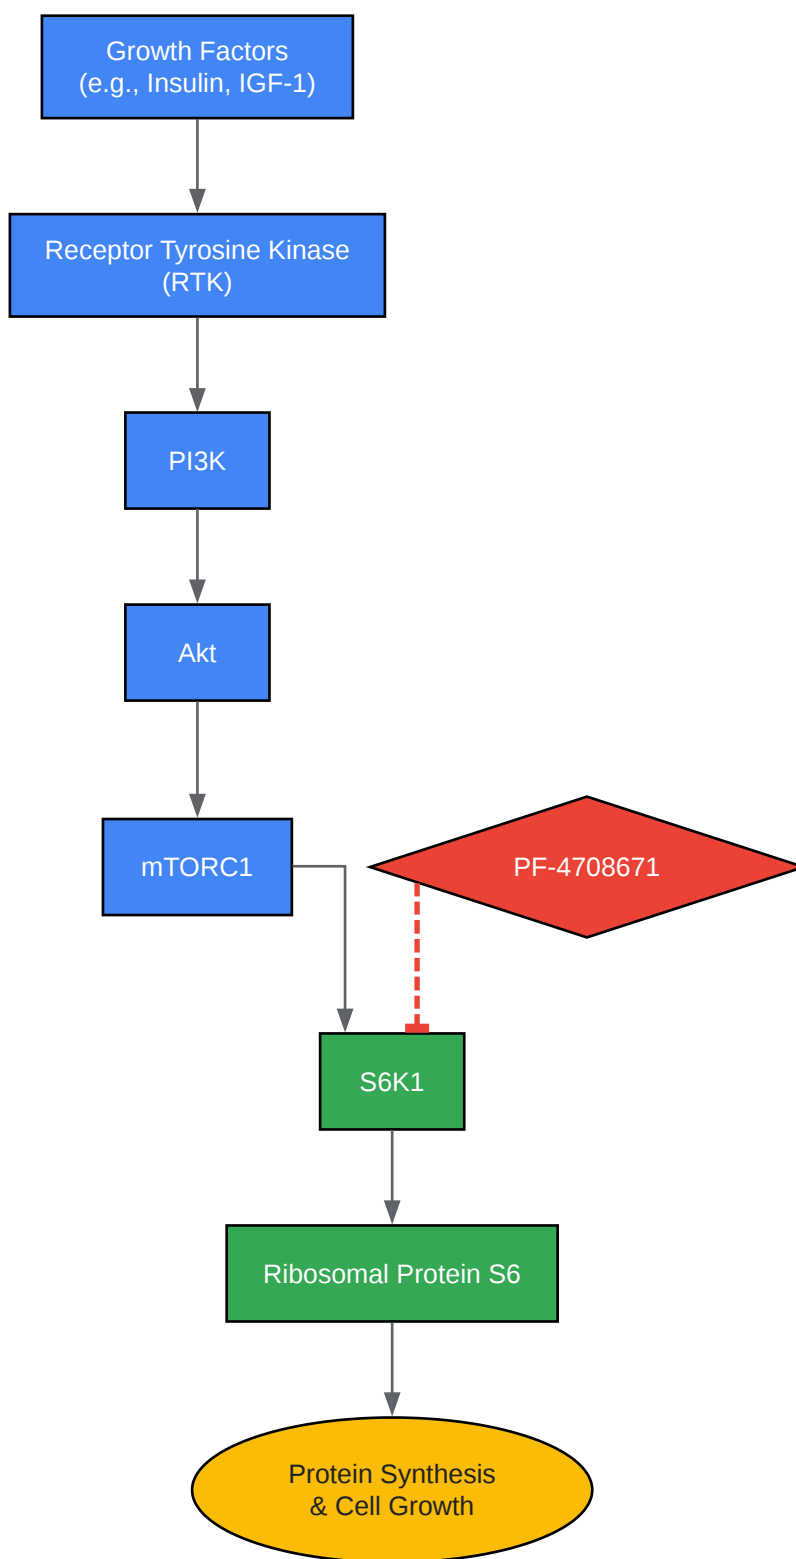 Growth Factors
(e.g., Insulin, IGF-1)
Receptor Tyrosine Kinase
(RTK)
PI3K
Akt
mTORC1
PF-4708671
S6K1
Ribosomal Protein S6
Protein Synthesis
& Cell Growth